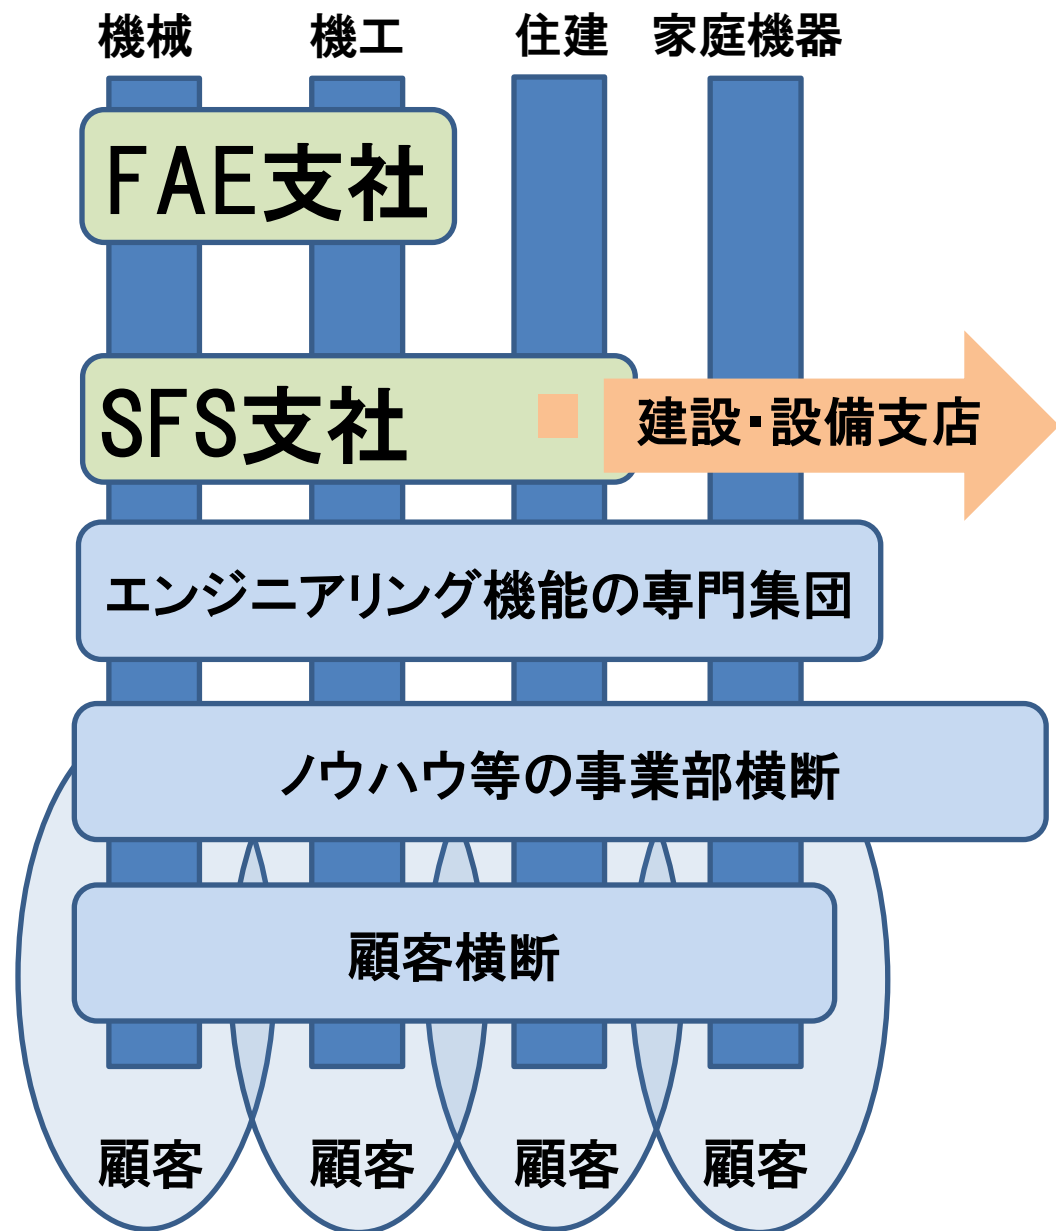 機械 機工 住建 家庭機器
FAE支社
SFS支社
建設・設備支店
エンジニアリング機能の専門集団
ノウハウ等の事業部横断
顧客横断
顧客 顧客 顧客 顧客